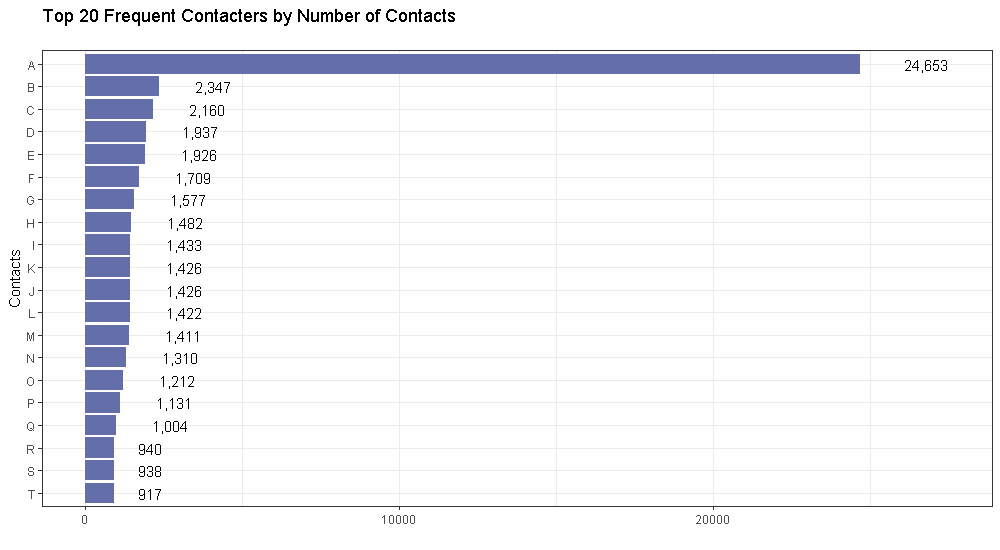 Top 20 Frequent Contacters by Number of Contacts
Contacts
A 24,653
B 2,347
C 2,160
D 1,937
E 1,926
F 1,709
G 1,577
H 1,482
I 1,433
K 1,426
J 1,426
L 1,422
M 1,411
N 1,310
O 1,212
P 1,131
Q 1,004
R 940
S 938
T 917
0 10000 20000